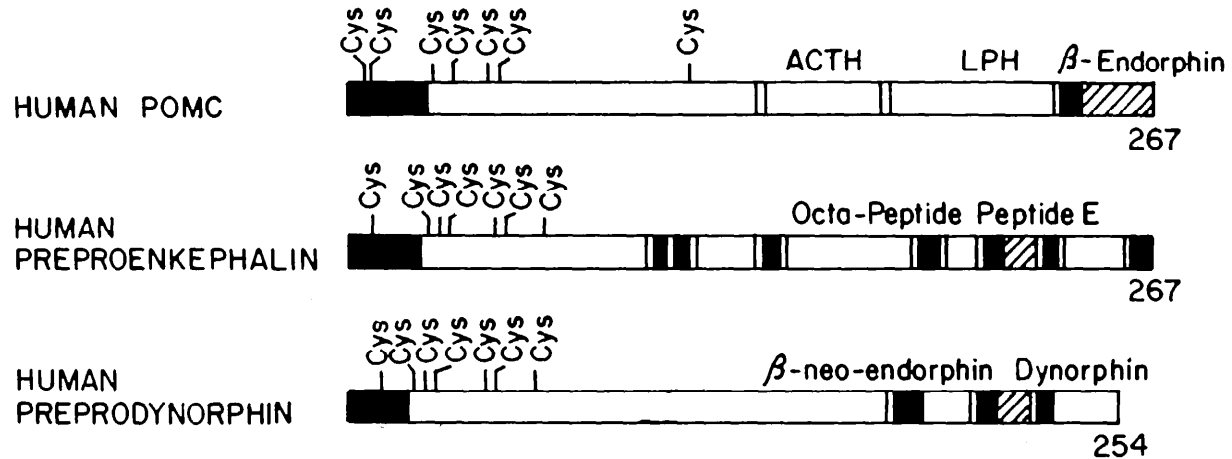 Cys Cys Cys Cys Cys Cys Cys
ACTH LPH β-Endorphin
HUMAN POMC
267
Cys Cys Cys Cys Cys Cys Cys
Octa-Peptide Peptide E
HUMAN
PREPROENKEPHALIN
267
Cys Cys Cys Cys Cys Cys Cys
β-neo-endorphin Dynorphin
HUMAN
PREPRODYNORPHIN
254